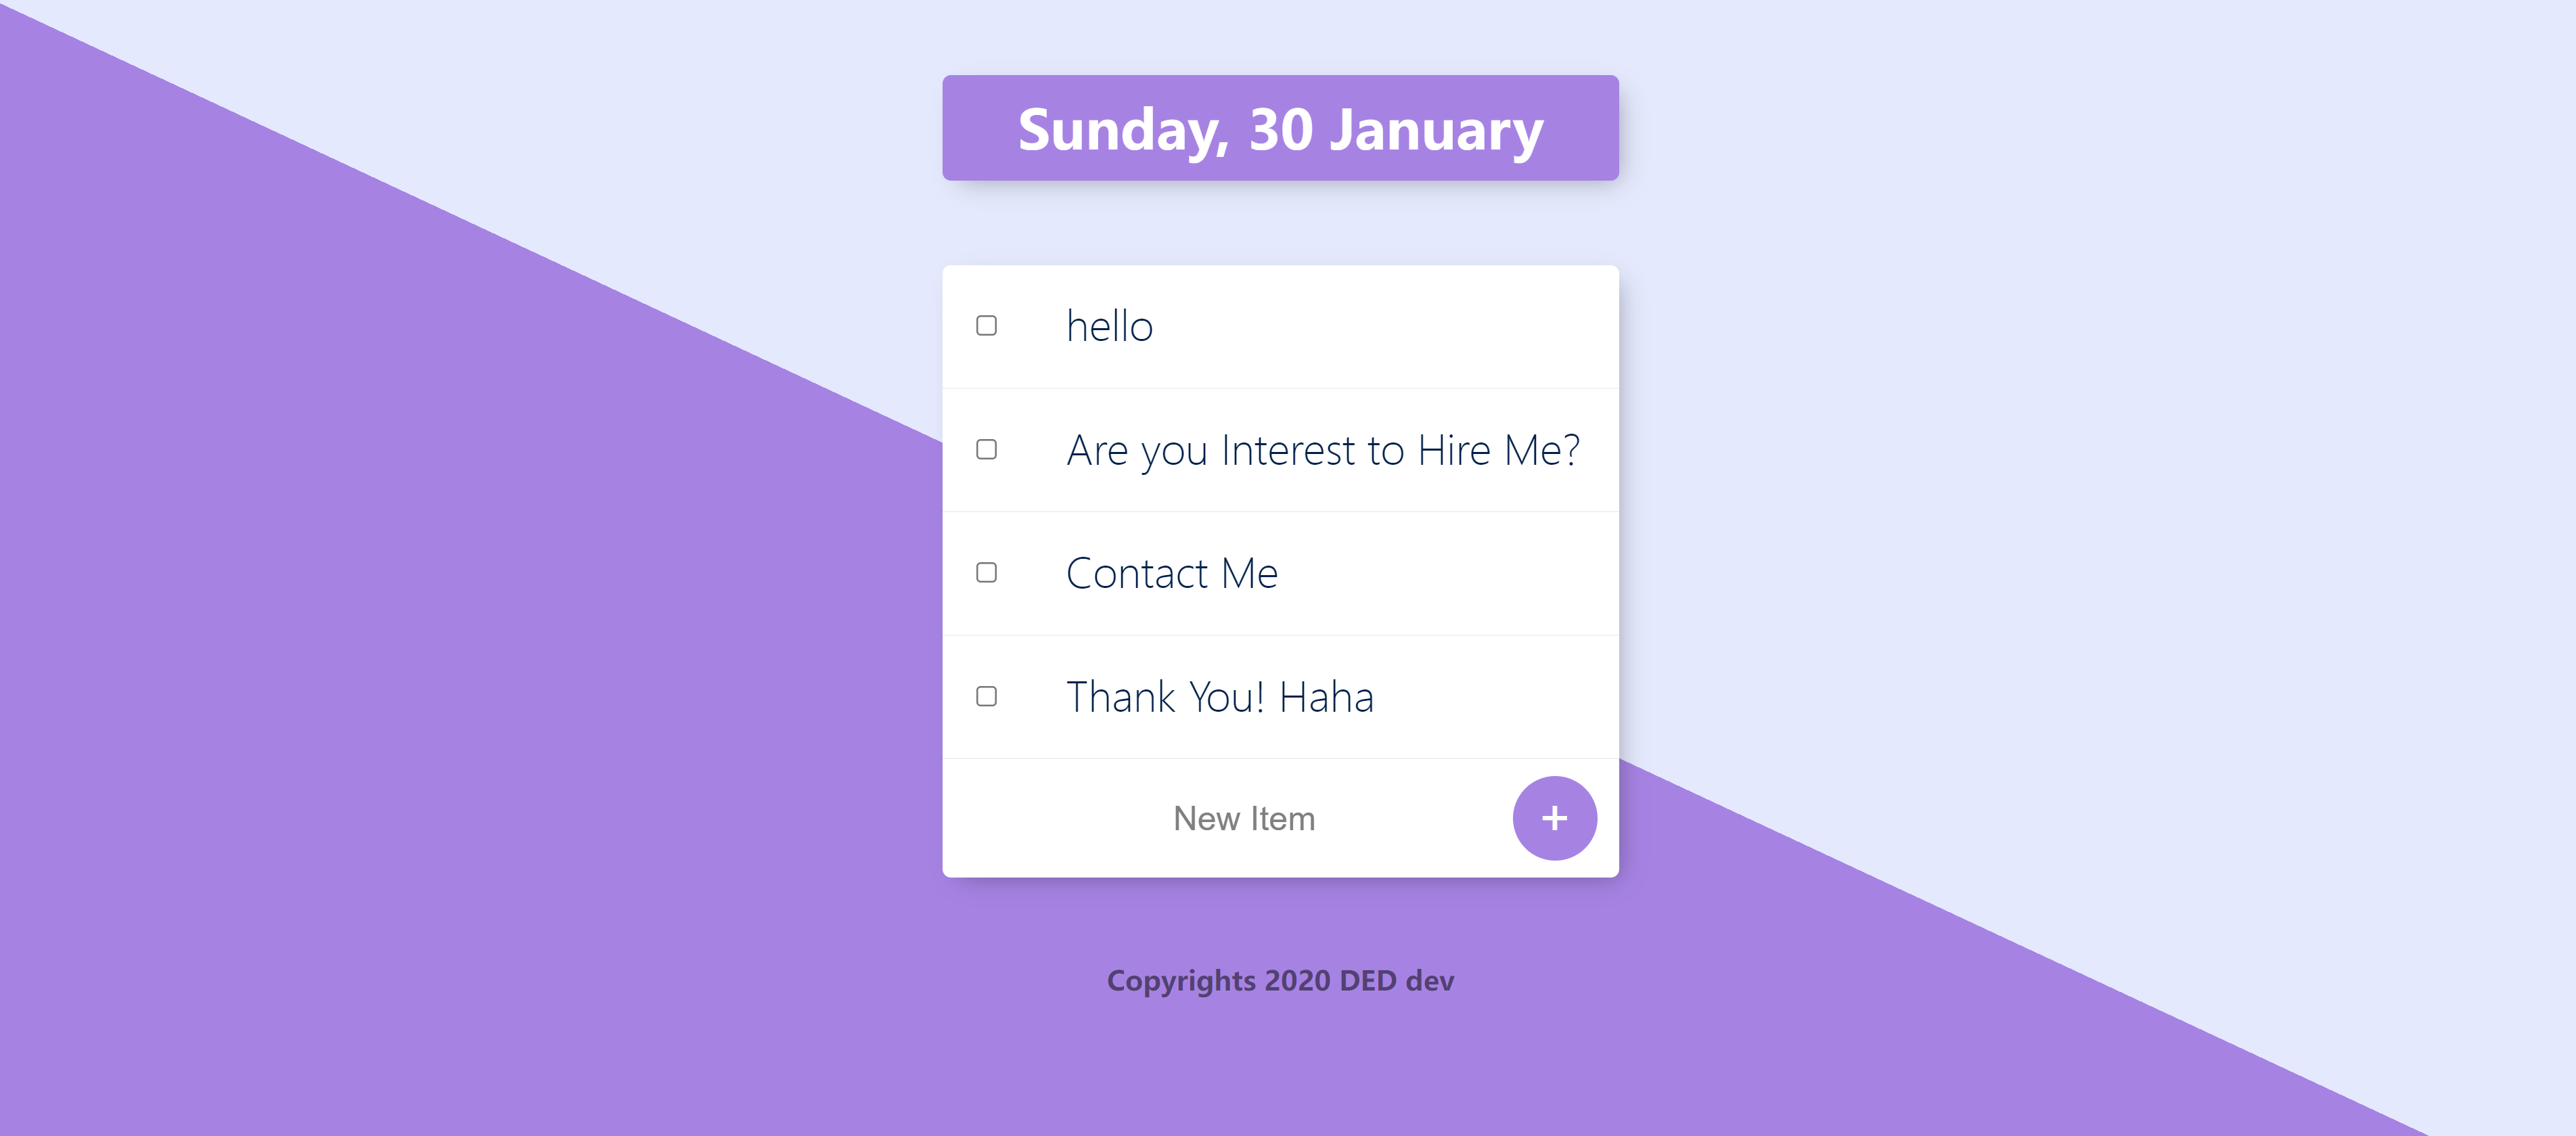 Sunday, 30 January
hello
Are you Interest to Hire Me?
Contact Me
Thank You! Haha
New Item
+
Copyrights 2020 DED dev